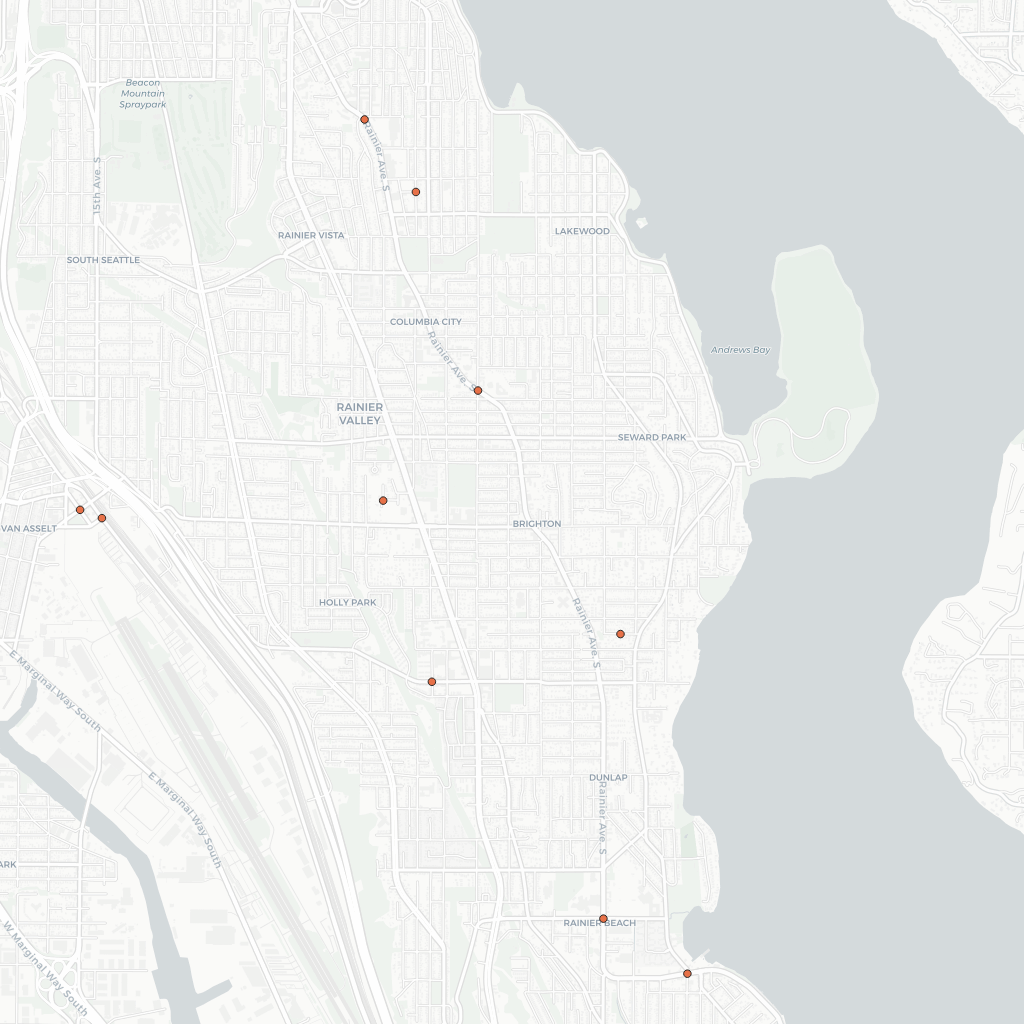 Beacon
Mountain
Spraypark
Rainier Ave. S
15th Ave. S
RAINIER VISTA
LAKEWOOD
SOUTH SEATTLE
COLUMBIA CITY
Andrews Bay
Rainier Ave. S
RAINIER
VALLEY
SEWARD PARK
VAN ASSELT
BRIGHTON
HOLLY PARK
Rainier Ave. S
E Marginal Way South
DUNLAP
E Marginal Way South
Rainier Ave. S
ARK
RAINIER BEACH
W Marginal Way South